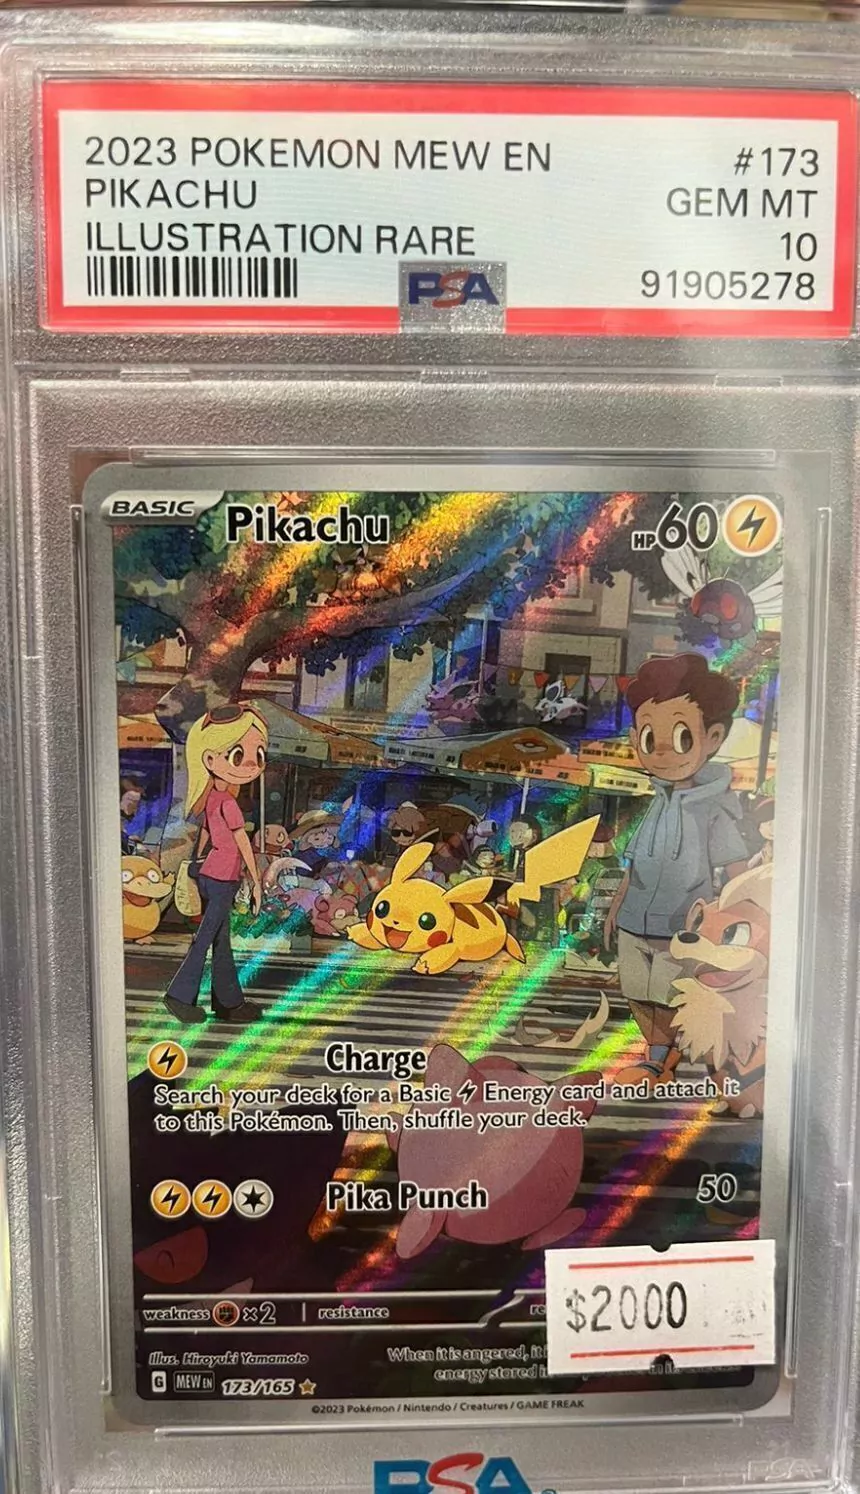 2023 POKEMON MEW EN #173
PIKACHU GEM MT
ILLUSTRATION RARE 10
PSA 91905278
BASIC Pikachu HP60
Charge
Search your deck for a Basic Energy card and attach it
to this Pokémon. Then, shuffle your deck.
Pika Punch 50
weakness ×2 resistance re
$2000
Illus. Hiroyuki Yamamoto When it is angered, it
energy stored i
G MEW EN 173/165
©2023 Pokémon / Nintendo / Creatures / GAME FREAK
PSA